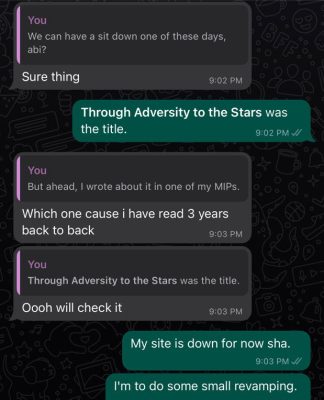 You
We can have a sit down one of these days,
abi?
Sure thing
9:02 PM
Through Adversity to the Stars was
the title.
9:02 PM
You
But ahead, I wrote about it in one of my MIPs.
Which one cause i have read 3 years
back to back
9:03 PM
You
Through Adversity to the Stars was the title.
Oooh will check it
9:03 PM
My site is down for now sha.
9:03 PM
I'm to do some small revamping.